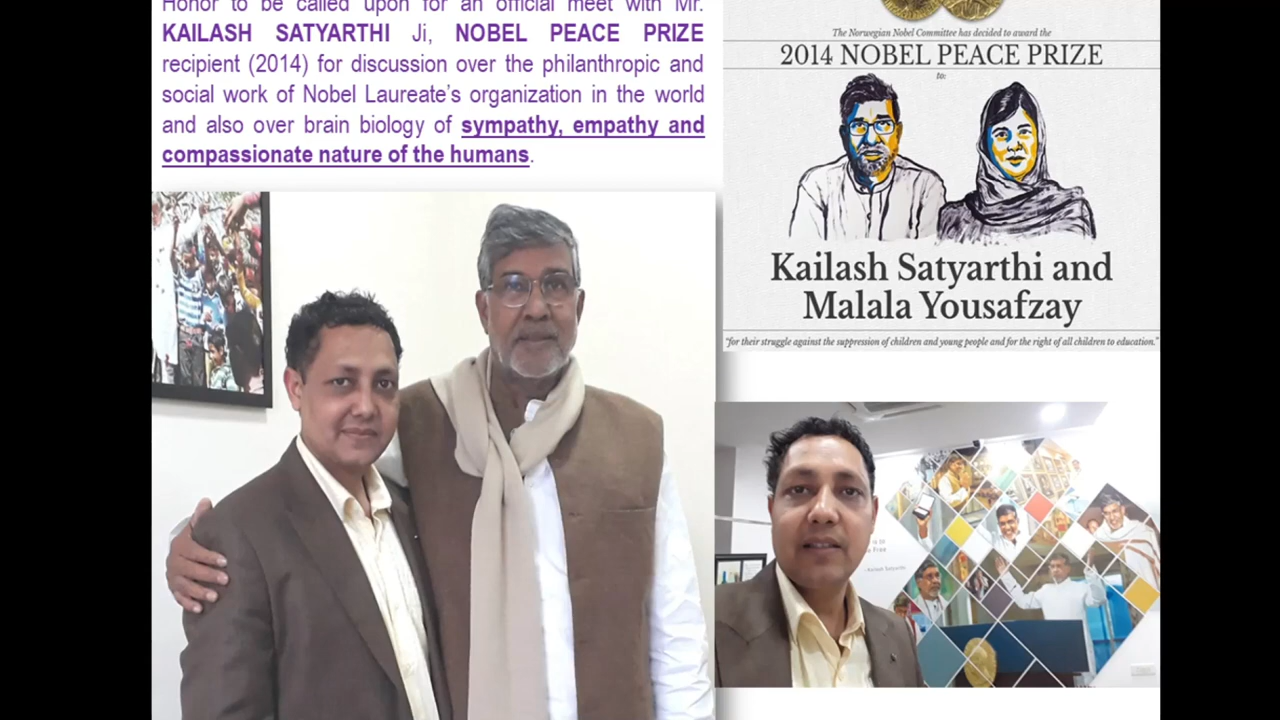 Honor to be called upon for an official meet with Mr.
KAILASH SATYARTHI Ji, NOBEL PEACE PRIZE
recipient (2014) for discussion over the philanthropic and
social work of Nobel Laureate's organization in the world
and also over brain biology of sympathy, empathy and
compassionate nature of the humans.
The Norwegian Nobel Committee has decided to award the
2014 NOBEL PEACE PRIZE
to:
Kailash Satyarthi and
Malala Yousafzay
"for their struggle against the suppression of children and young people and for the right of all children to education."
- Kailash Satyarthi